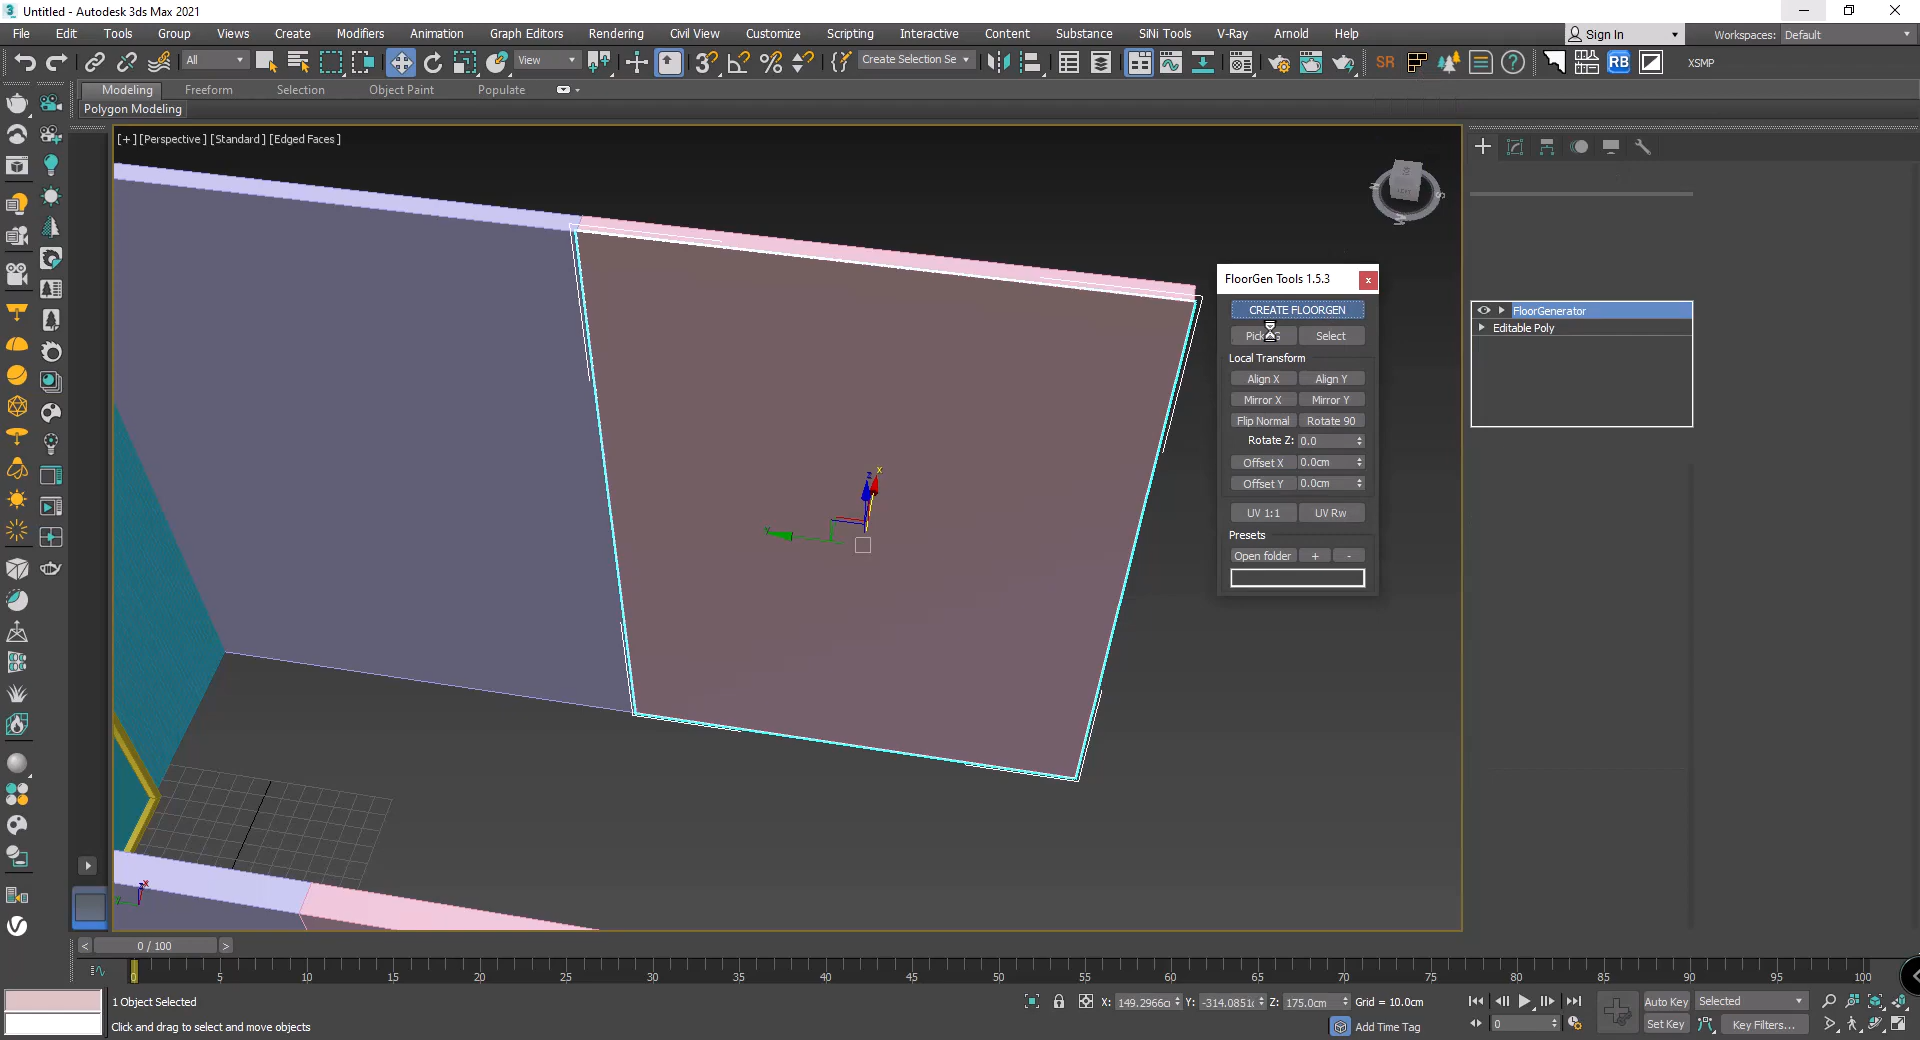 Untitled - Autodesk 3ds Max 2021
File Edit Tools Group Views Create Modifiers Animation Graph Editors Rendering Civil View Customize Scripting Interactive Content Substance SiNi Tools V-Ray Arnold Help
Sign In
Workspaces: Default
All
View
Create Selection Se
SR
RB
XSMP
Modeling Freeform Selection Object Paint Populate
Polygon Modeling
[+] [Perspective] [Standard] [Edged Faces]
FloorGen Tools 1.5.3
CREATE FLOORGEN
Select
Local Transform
Align X Align Y
Mirror X Mirror Y
Flip Normal Rotate 90
Rotate Z: 0.0
Offset X 0.0cm
Offset Y 0.0cm
UV 1:1 UV Rw
Presets
Open folder + -
FloorGenerator
Editable Poly
< 0 / 100 >
0 5 10 15 20 25 30 35 40 45 50 55 60 65 70 75 80 85 90 95 100
1 Object Selected
Click and drag to select and move objects
X: 149.2966c Y: -314.0851 Z: 175.0cm Grid = 10.0cm
Add Time Tag
0
Auto Key Selected
Set Key Key Filters...